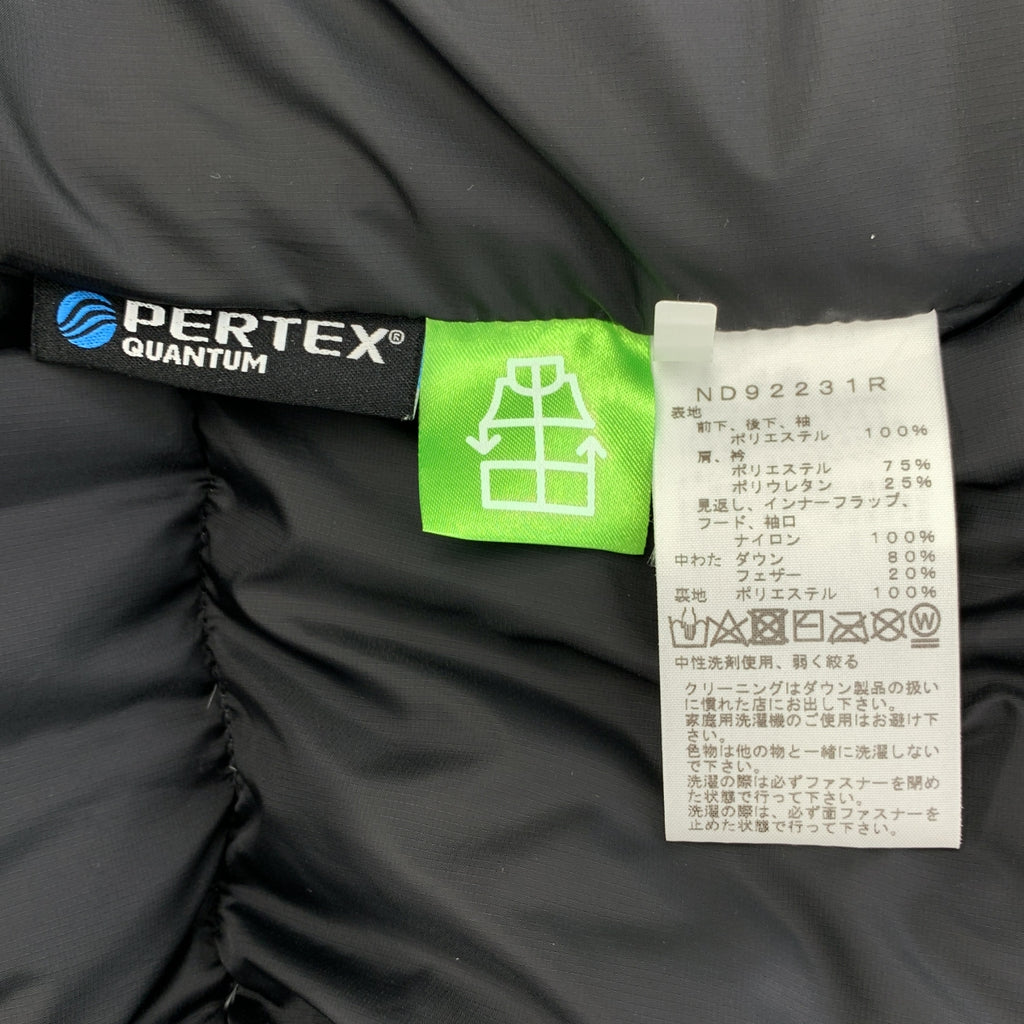 PERTEX®
QUANTUM
ND92231R
表地
前下、後下、袖
ポリエステル 100%
肩、衿
ポリエステル 75%
ポリウレタン 25%
見返し、インナーフラップ、
フード、袖口
ナイロン 100%
中わた ダウン 80%
フェザー 20%
裏地 ポリエステル 100%
W
中性洗剤使用、弱く絞る
クリーニングはダウン製品の扱い
に慣れた店にお出し下さい。
家庭用洗濯機のご使用はお避け下
さい。
色物は他の物と一緒に洗濯しない
で下さい。
洗濯の際は必ずファスナーを閉め
た状態で行って下さい。
洗濯の際は、必ず面ファスナーを
止めた状態で行って下さい。